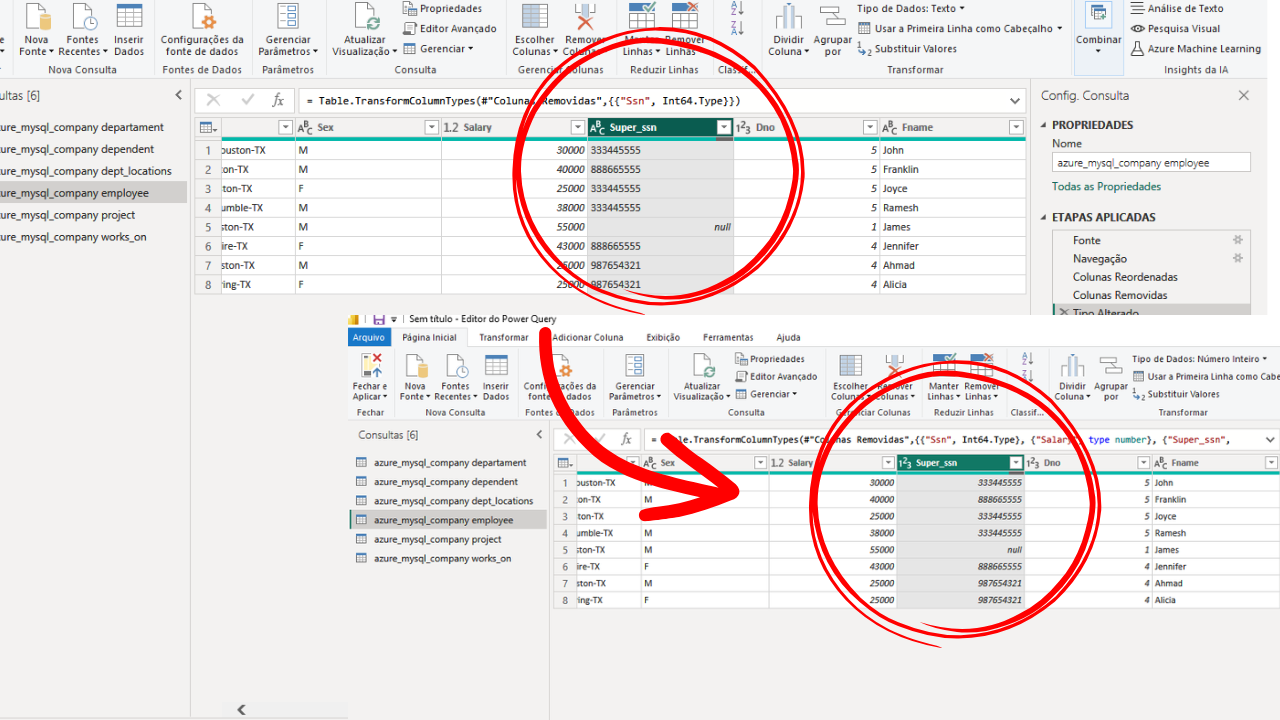 Nova Fonte
Fontes Recentes
Inserir Dados
Nova Consulta
Configurações da fonte de dados
Fontes de Dados
Gerenciar Parâmetros
Parâmetros
Atualizar Visualização
Propriedades
Editor Avançado
Gerenciar
Consulta
Escolher Colunas
Remover Colunas
Gerenciar Colunas
Manter Linhas
Remover Linhas
Reduzir Linhas
Classif...
Dividir Coluna
Agrupar por
Tipo de Dados: Texto
Usar a Primeira Linha como Cabeçalho
Substituir Valores
Transformar
Combinar
Análise de Texto
Pesquisa Visual
Azure Machine Learning
Insights da IA
ultas [6]
ure_mysql_company departament
ure_mysql_company dependent
ure_mysql_company dept_locations
ure_mysql_company employee
ure_mysql_company project
ure_mysql_company works_on
fx = Table.TransformColumnTypes(#"Colunas Removidas",{{"Ssn", Int64.Type}})
ABC Sex 1.2 Salary ABC Super_ssn 123 Dno ABC Fname
1 ouston-TX M 30000 333445555 5 John
2 ton-TX M 40000 888665555 5 Franklin
3 ston-TX F 25000 333445555 5 Joyce
4 umble-TX M 38000 333445555 5 Ramesh
5 ston-TX M 55000 null 1 James
6 ire-TX F 43000 888665555 4 Jennifer
7 ston-TX M 25000 987654321 4 Ahmad
8 ring-TX F 25000 987654321 4 Alicia
Config. Consulta
PROPRIEDADES
Nome
azure_mysql_company employee
Todas as Propriedades
ETAPAS APLICADAS
Fonte
Navegação
Colunas Reordenadas
Colunas Removidas
Tipo Alterado
Sem título - Editor do Power Query
Arquivo Página Inicial Transformar Adicionar Coluna Exibição Ferramentas Ajuda
Fechar e Aplicar
Fechar
Nova Fonte
Fontes Recentes
Inserir Dados
Nova Consulta
Configurações da fonte de dados
Fontes de Dados
Gerenciar Parâmetros
Parâmetros
Atualizar Visualização
Propriedades
Editor Avançado
Gerenciar
Consulta
Escolher Colunas
Remover Colunas
Gerenciar Colunas
Manter Linhas
Remover Linhas
Reduzir Linhas
Classif...
Dividir Coluna
Agrupar por
Tipo de Dados: Número Inteiro
Usar a Primeira Linha como Cabe
Substituir Valores
Transformar
Consultas [6]
azure_mysql_company departament
azure_mysql_company dependent
azure_mysql_company dept_locations
azure_mysql_company employee
azure_mysql_company project
azure_mysql_company works_on
fx = Table.TransformColumnTypes(#"Colunas Removidas",{{"Ssn", Int64.Type}, {"Salary", type number}, {"Super_ssn",
ABC Sex 1.2 Salary 123 Super_ssn 123 Dno ABC Fname
1 ouston-TX M 30000 333445555 5 John
2 ton-TX M 40000 888665555 5 Franklin
3 ston-TX 25000 333445555 5 Joyce
4 umble-TX M 38000 333445555 5 Ramesh
5 ston-TX M 55000 null 1 James
6 ire-TX F 43000 888665555 4 Jennifer
7 ston-TX M 25000 987654321 4 Ahmad
8 ring-TX F 25000 987654321 4 Alicia